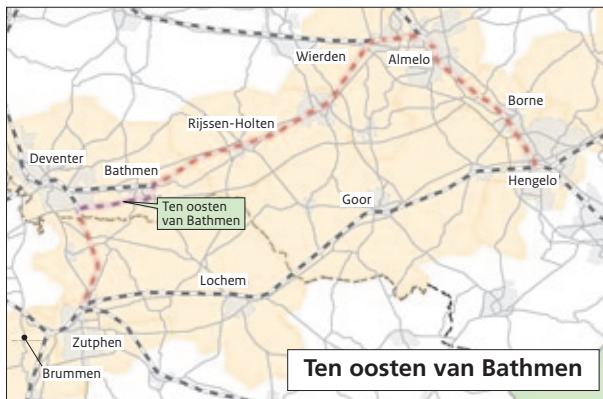 Wierden
Almelo
Borne
Rijssen-Holten
Deventer
Bathmen
Hengelo
Goor
Ten oosten
van Bathmen
Lochem
Zutphen
Brummen
Ten oosten van Bathmen